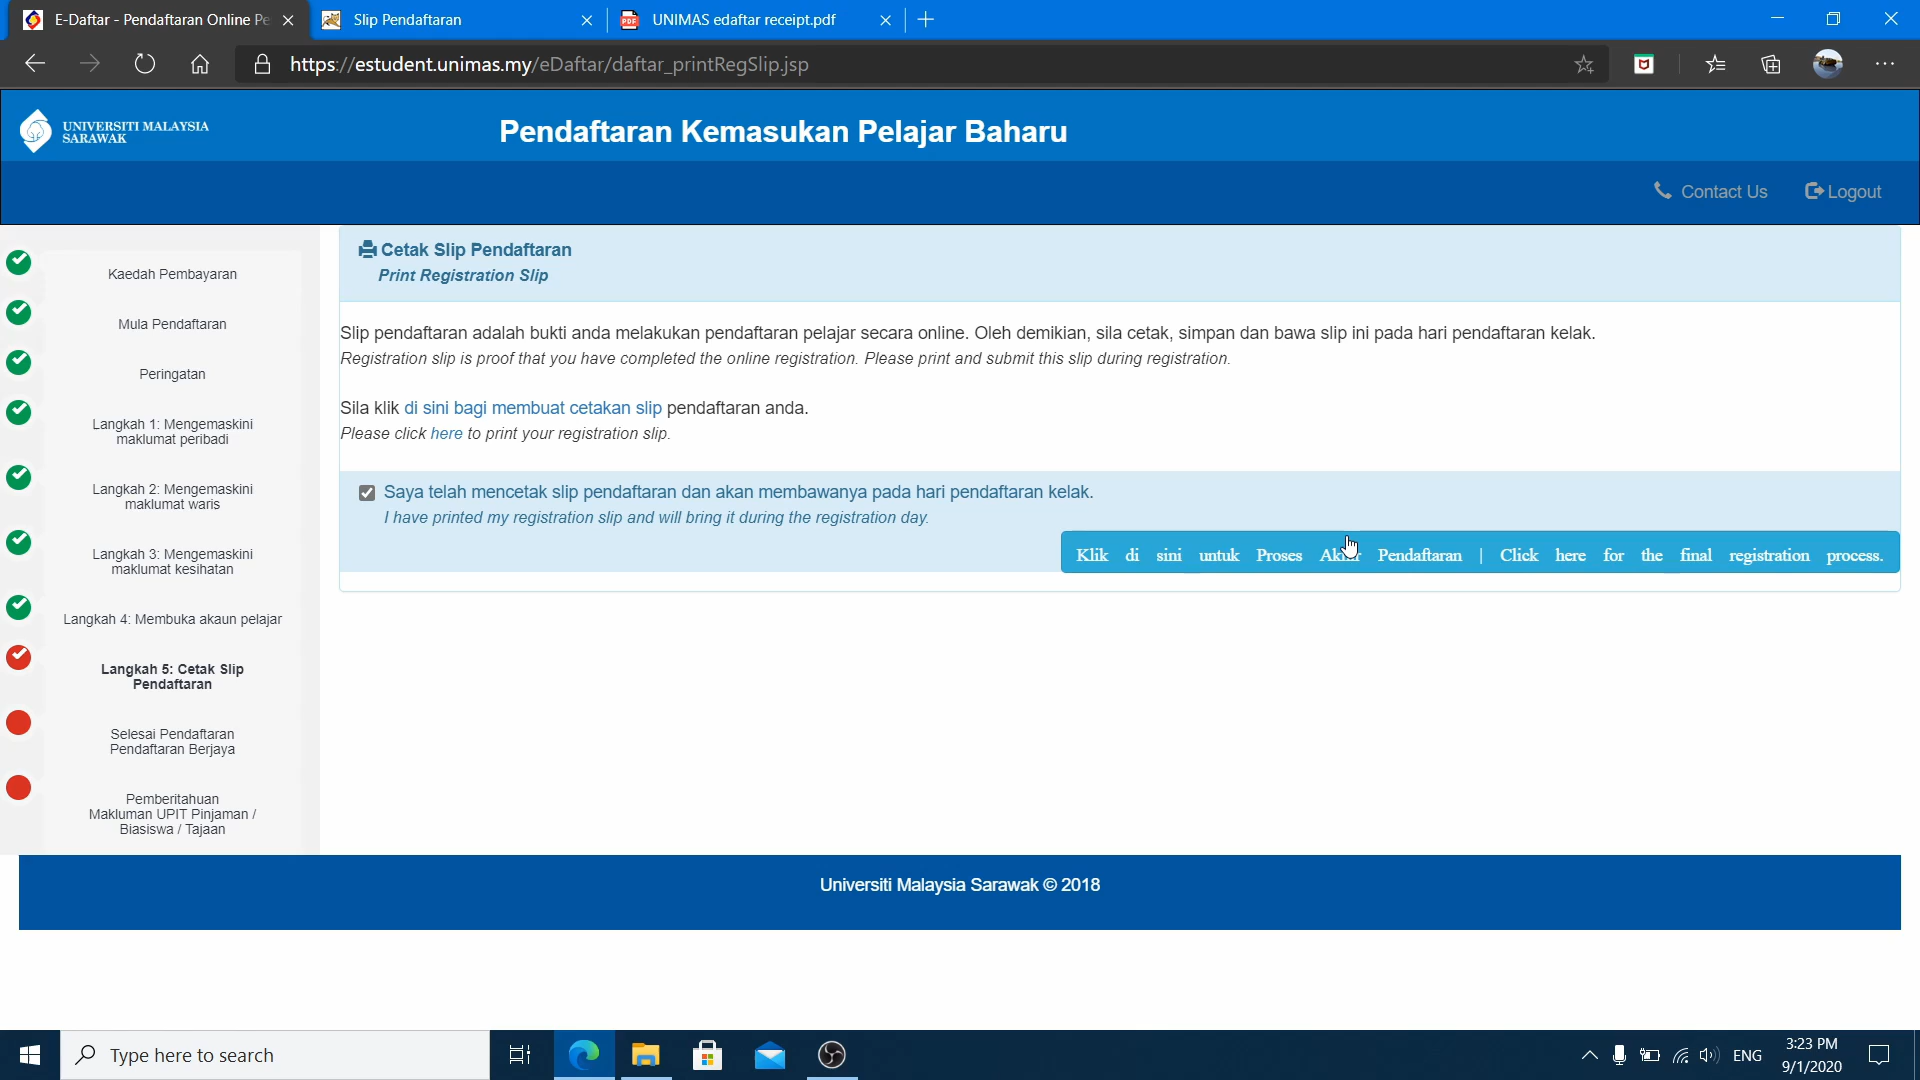 E-Daftar - Pendaftaran Online Pe
Slip Pendaftaran
PDF
UNIMAS edaftar receipt.pdf
https://estudent.unimas.my/eDaftar/daftar_printRegSlip.jsp
UNIVERSITI MALAYSIA
SARAWAK
Pendaftaran Kemasukan Pelajar Baharu
Contact Us
Logout
Kaedah Pembayaran
Mula Pendaftaran
Peringatan
Langkah 1: Mengemaskini
maklumat peribadi
Langkah 2: Mengemaskini
maklumat waris
Langkah 3: Mengemaskini
maklumat kesihatan
Langkah 4: Membuka akaun pelajar
Langkah 5: Cetak Slip
Pendaftaran
Selesai Pendaftaran
Pendaftaran Berjaya
Pemberitahuan
Makluman UPIT Pinjaman /
Biasiswa / Tajaan
Cetak Slip Pendaftaran
Print Registration Slip
Slip pendaftaran adalah bukti anda melakukan pendaftaran pelajar secara online. Oleh demikian, sila cetak, simpan dan bawa slip ini pada hari pendaftaran kelak.
Registration slip is proof that you have completed the online registration. Please print and submit this slip during registration.
Sila klik di sini bagi membuat cetakan slip pendaftaran anda.
Please click here to print your registration slip.
Saya telah mencetak slip pendaftaran dan akan membawanya pada hari pendaftaran kelak.
I have printed my registration slip and will bring it during the registration day.
Klik di sini untuk Proses Akhir Pendaftaran | Click here for the final registration process.
Universiti Malaysia Sarawak © 2018
Type here to search
ENG
3:23 PM
9/1/2020